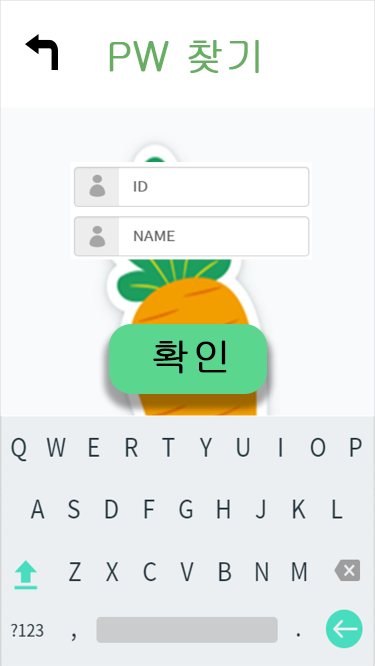 PW 찾기
ID
NAME
확인
Q W E R T Y U I O P
A S D F G H J K L
Z X C V B N M
?123 , .